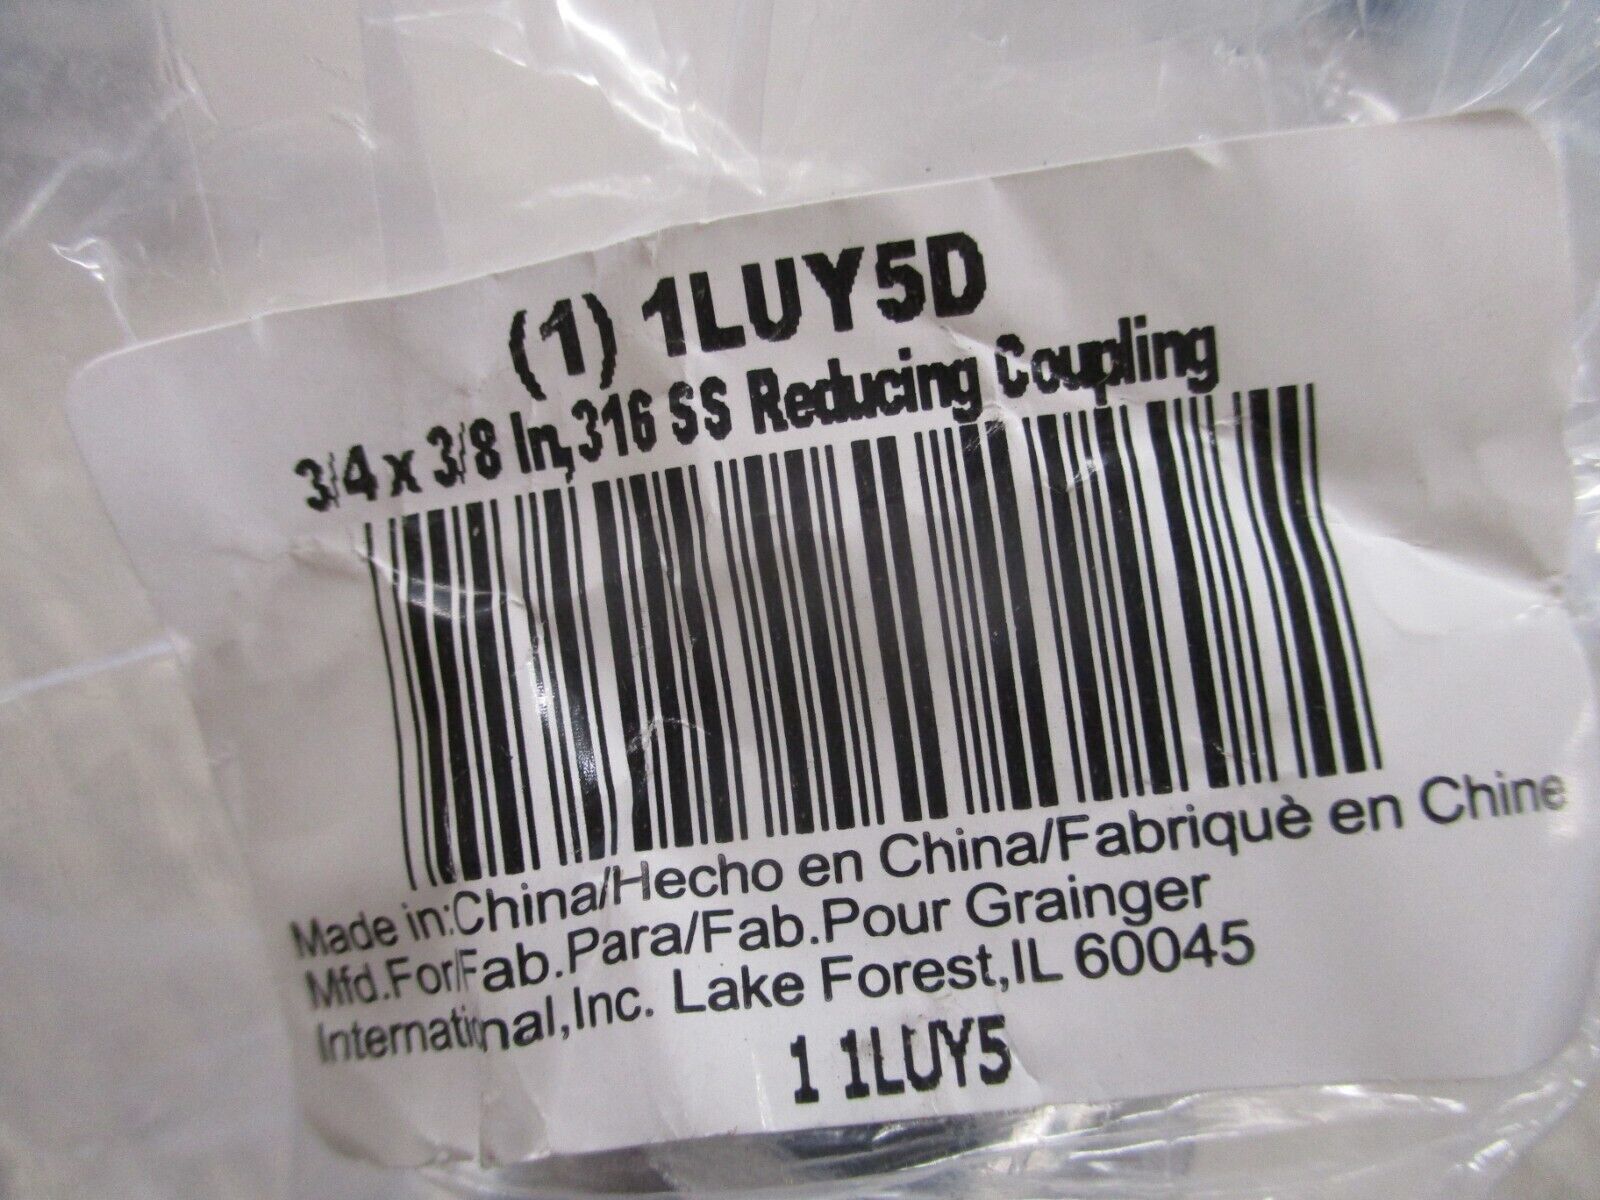 (1) 1LUY5D
3/4 x 3/8 In,316 SS Reducing Coupling
Made in:China/Hecho en China/Fabriquè en Chine
Mfd.For/Fab.Para/Fab.Pour Grainger
International,Inc. Lake Forest,IL 60045
1 1LUY5